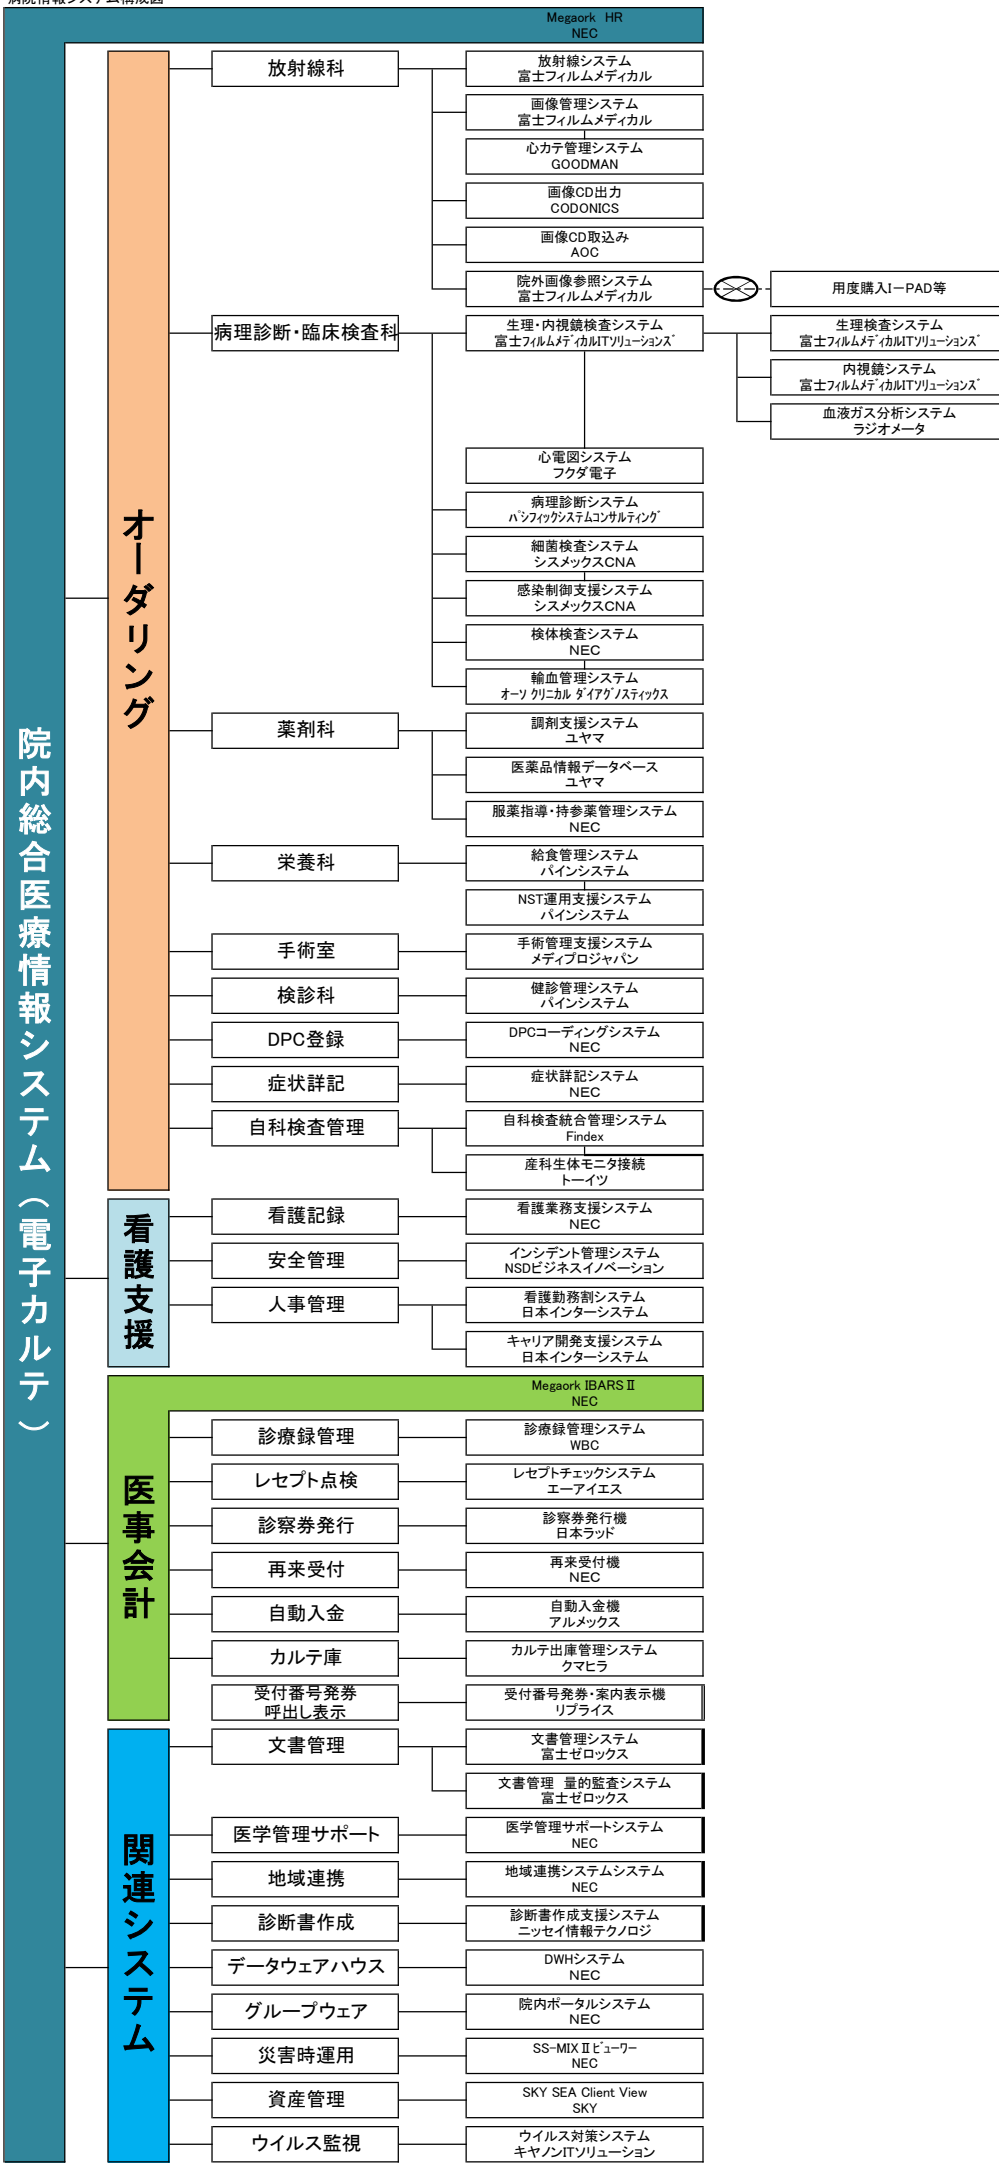 病院情報システム構成図
Megaork HR
NEC
院内総合医療情報システム（電子カルテ）
オーダリング
放射線科
放射線システム
富士フィルムメディカル
画像管理システム
富士フィルムメディカル
心カテ管理システム
GOODMAN
画像CD出力
CODONICS
画像CD取込み
AOC
院外画像参照システム
富士フィルムメディカル
用度購入I－PAD等
病理診断・臨床検査科
生理・内視鏡検査システム
富士フィルムﾒﾃﾞｨｶﾙITソリューションズﾞ
生理検査システム
富士フィルムﾒﾃﾞｨｶﾙITソリューションズﾞ
内視鏡システム
富士フィルムﾒﾃﾞｨｶﾙITソリューションズﾞ
血液ガス分析システム
ラジオメータ
心電図システム
フクダ電子
病理診断システム
ﾊﾟシフィックシステムコンサルティングﾞ
細菌検査システム
シスメックスCNA
感染制御支援システム
シスメックスCNA
検体検査システム
NEC
輸血管理システム
オーソ クリニカル ダイアグノスティックス
薬剤科
調剤支援システム
ユヤマ
医薬品情報データベース
ユヤマ
服薬指導・持参薬管理システム
NEC
栄養科
給食管理システム
パインシステム
NST運用支援システム
パインシステム
手術室
手術管理支援システム
メディプロジャパン
検診科
健診管理システム
パインシステム
DPC登録
DPCコーディングシステム
NEC
症状詳記
症状詳記システム
NEC
自科検査管理
自科検査統合管理システム
Findex
産科生体モニタ接続
トーイツ
看護支援
看護記録
看護業務支援システム
NEC
安全管理
インシデント管理システム
NSDビジネスイノベーション
人事管理
看護勤務割システム
日本インターシステム
キャリア開発支援システム
日本インターシステム
医事会計
Megaork IBARSⅡ
NEC
診療録管理
診療録管理システム
WBC
レセプト点検
レセプトチェックシステム
エーアイエス
診察券発行
診察券発行機
日本ラッド
再来受付
再来受付機
NEC
自動入金
自動入金機
アルメックス
カルテ庫
カルテ出庫管理システム
クマヒラ
受付番号発券
呼出し表示
受付番号発券・案内表示機
リプライス
関連システム
文書管理
文書管理システム
富士ゼロックス
文書管理　量的監査システム
富士ゼロックス
医学管理サポート
医学管理サポートシステム
NEC
地域連携
地域連携システムシステム
NEC
診断書作成
診断書作成支援システム
ニッセイ情報テクノロジ
データウェアハウス
DWHシステム
NEC
グループウェア
院内ポータルシステム
NEC
災害時運用
SS-MIXⅡビューワー
NEC
資産管理
SKY SEA Client View
SKY
ウイルス監視
ウイルス対策システム
キヤノンITソリューション